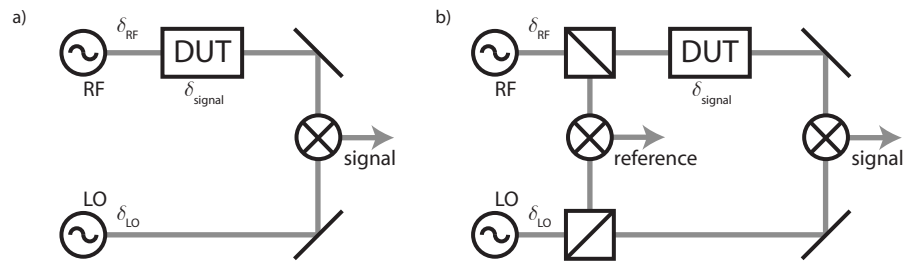 a)
δRF
DUT
RF
δsignal
signal
LO
δLO
b)
δRF
DUT
RF
δsignal
reference
signal
LO
δLO